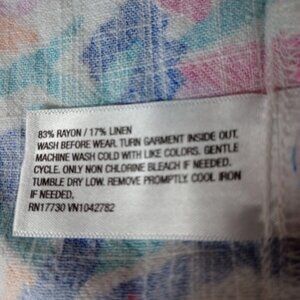 83% RAYON / 17% LINEN
WASH BEFORE WEAR. TURN GARMENT INSIDE OUT.
MACHINE WASH COLD WITH LIKE COLORS. GENTLE
CYCLE. ONLY NON CHLORINE BLEACH IF NEEDED.
TUMBLE DRY LOW. REMOVE PROMPTLY. COOL IRON
IF NEEDED.
RN17730 VN1042782